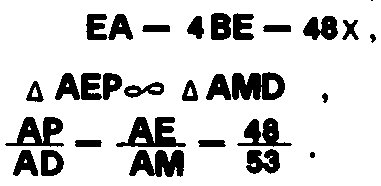 EA — 4BE — 48x,
△ AEP∽ △ AMD ,
AP/AD — AE/AM — 48/53 .